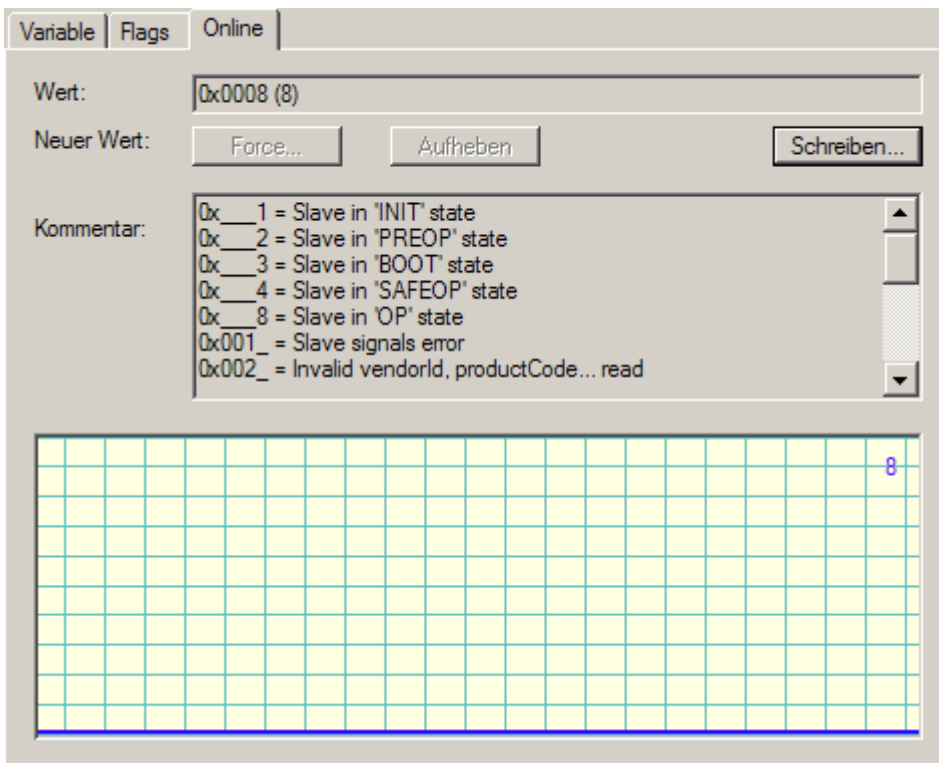 Variable Flags Online
Wert: 0x0008 (8)
Neuer Wert: Force... Aufheben Schreiben...
Kommentar:
0x___1 = Slave in 'INIT' state
0x___2 = Slave in 'PREOP' state
0x___3 = Slave in 'BOOT' state
0x___4 = Slave in 'SAFEOP' state
0x___8 = Slave in 'OP' state
0x001_ = Slave signals error
0x002_ = Invalid vendorId, productCode... read
8